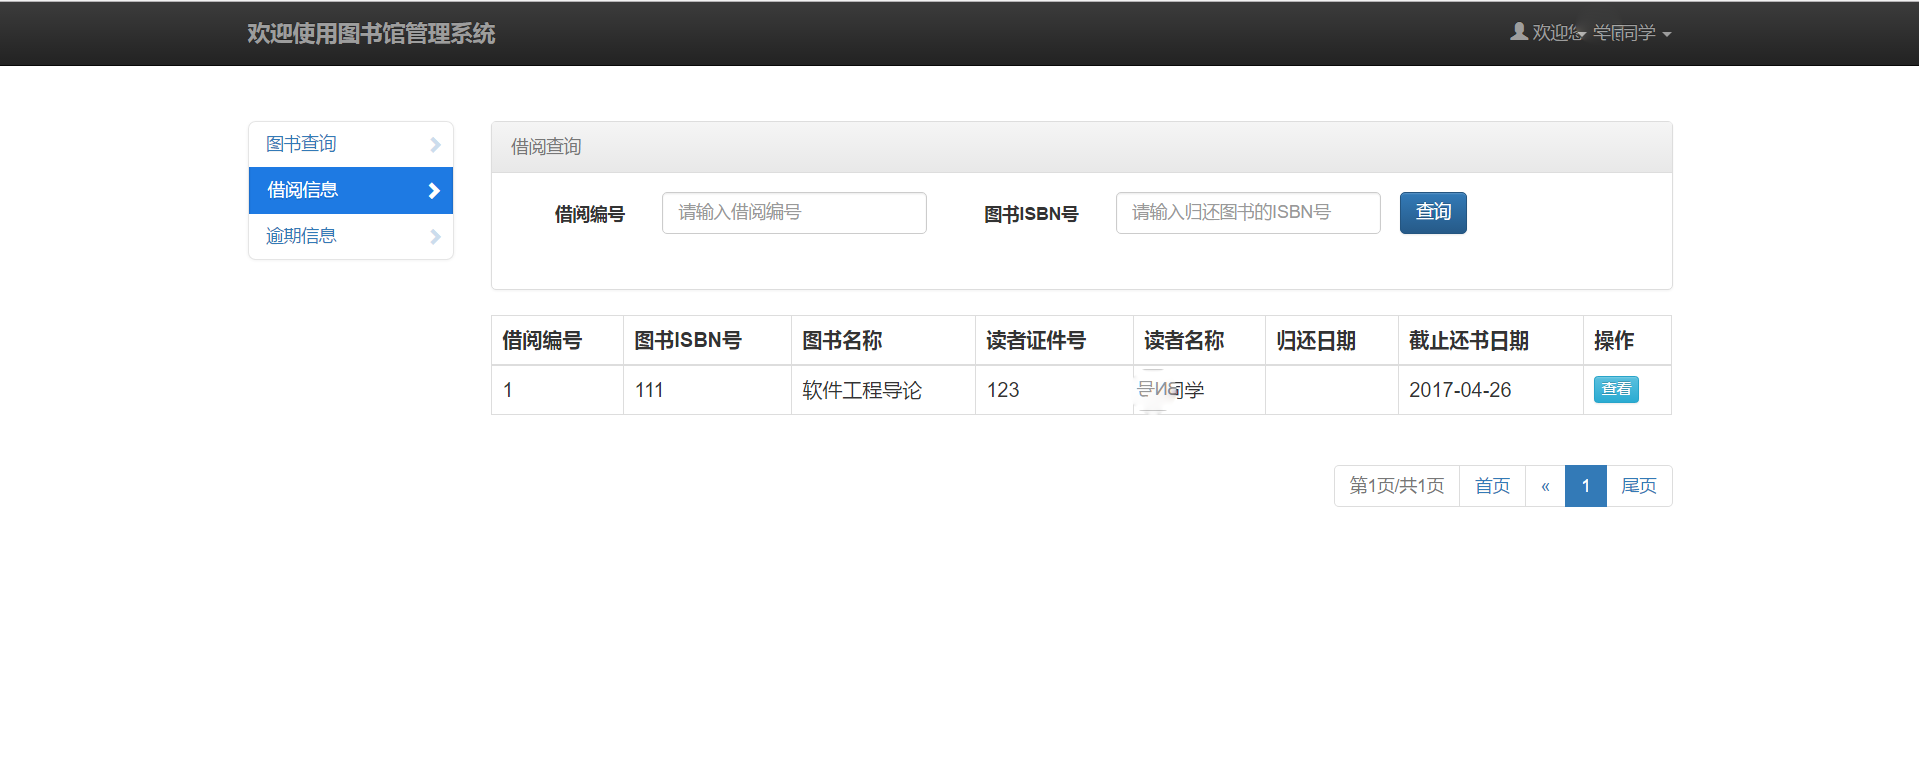 欢迎使用图书馆管理系统
欢迎您 同学
图书查询
借阅信息
逾期信息
借阅查询
借阅编号 请输入借阅编号 图书ISBN号 请输入归还图书的ISBN号 查询
借阅编号 图书ISBN号 图书名称 读者证件号 读者名称 归还日期 截止还书日期 操作
1 111 软件工程导论 123 同学 2017-04-26 查看
第1页/共1页 首页 « 1 尾页